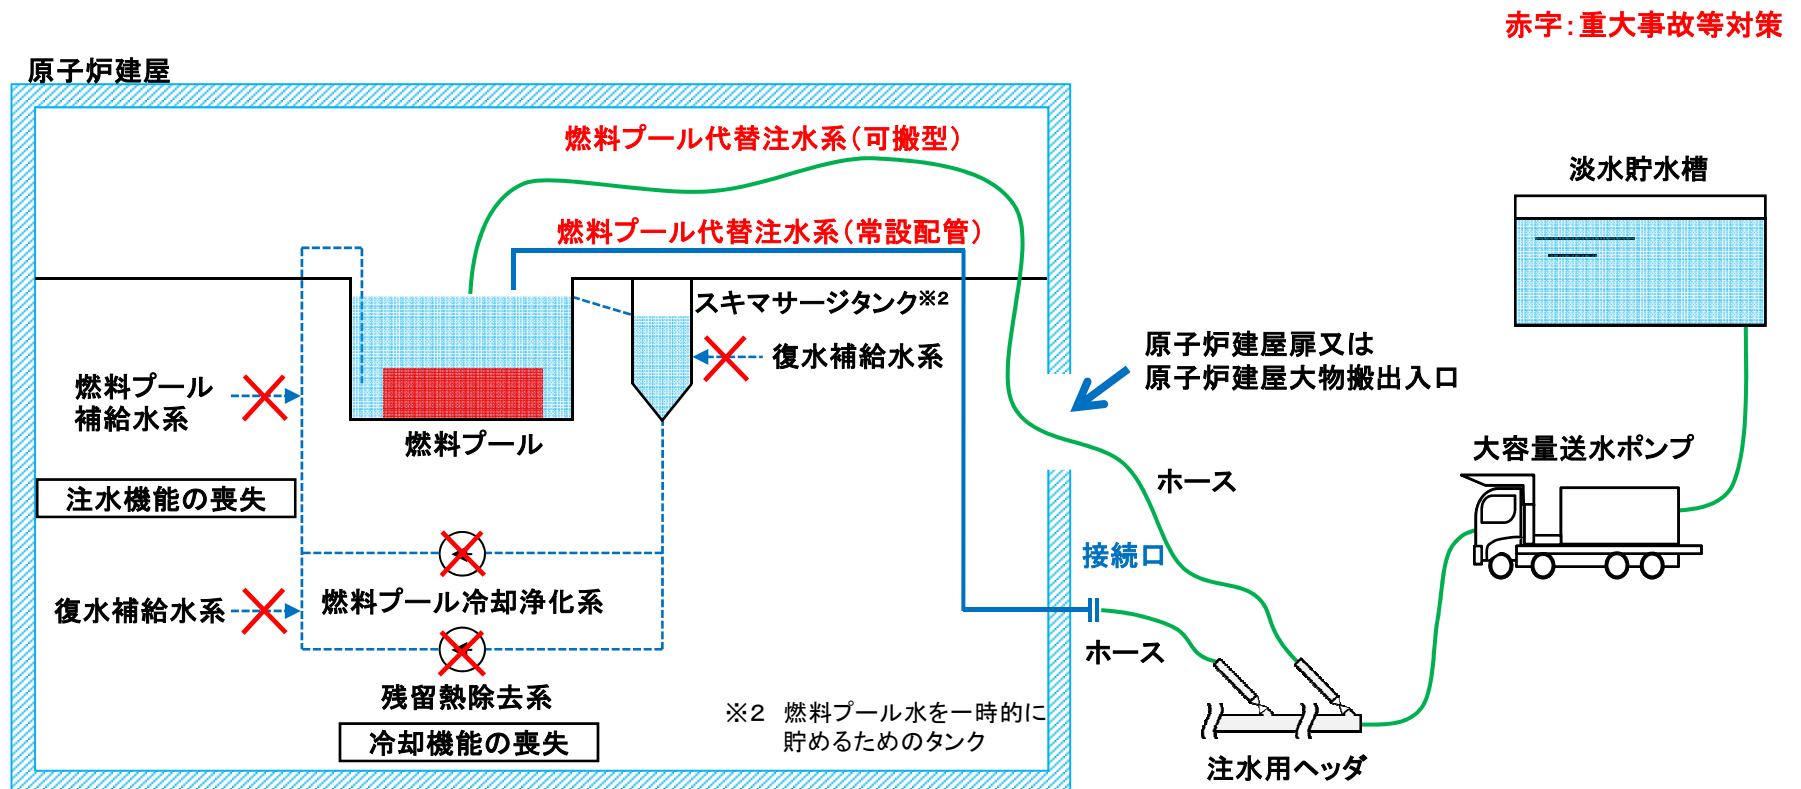 赤字：重大事故等対策
原子炉建屋
燃料プール代替注水系（可搬型）
淡水貯水槽
燃料プール代替注水系（常設配管）
スキマサージタンク※2
復水補給水系
原子炉建屋扉又は
原子炉建屋大物搬出入口
燃料プール
補給水系
燃料プール
大容量送水ポンプ
注水機能の喪失
ホース
接続口
復水補給水系
燃料プール冷却浄化系
ホース
残留熱除去系
※2　燃料プール水を一時的に
貯めるためのタンク
冷却機能の喪失
注水用ヘッダ